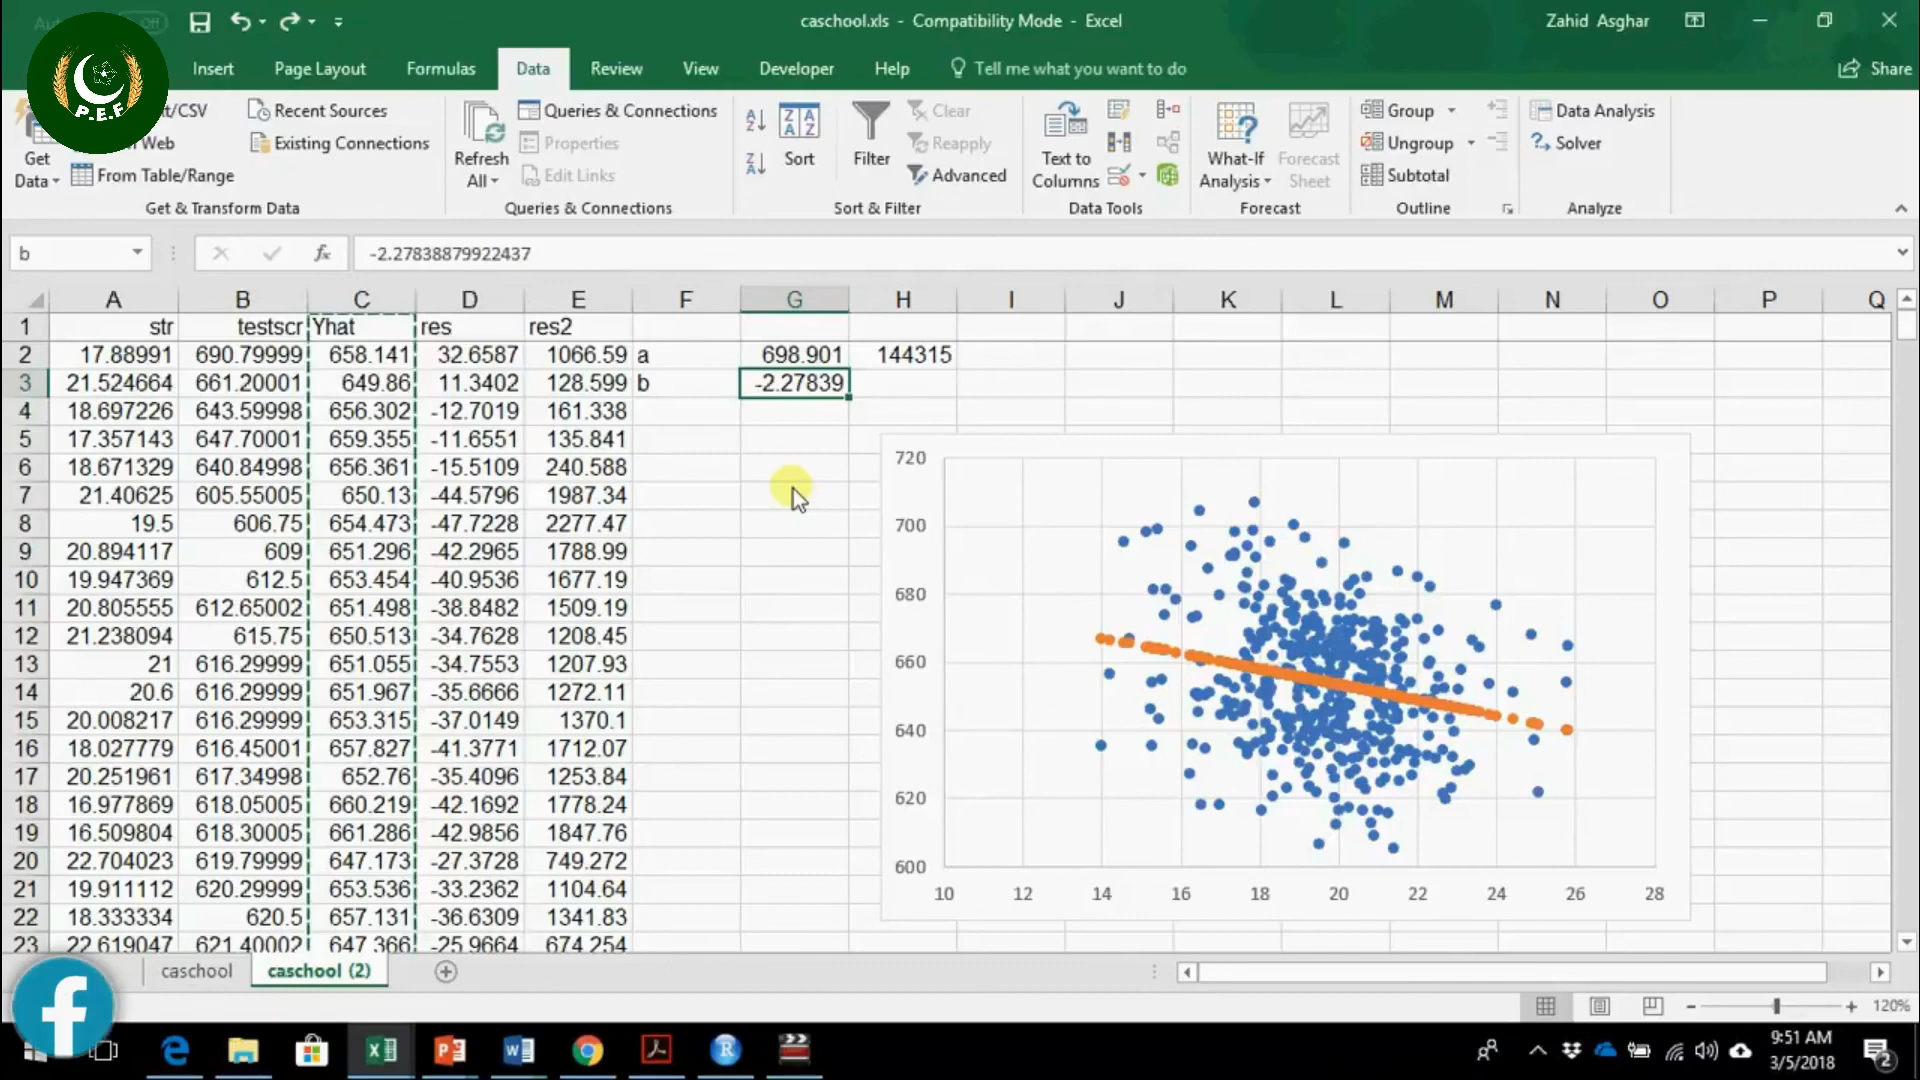 Off caschool.xls - Compatibility Mode - Excel Zahid Asghar
Insert Page Layout Formulas Data Review View Developer Help Tell me what you want to do Share
P.E.F
t/CSV Recent Sources Queries & Connections Clear Group Data Analysis
Web Existing Connections Properties Reapply Ungroup Solver
Get Data From Table/Range Refresh All Edit Links Sort Filter Advanced Text to Columns What-If Analysis Forecast Sheet Subtotal
Get & Transform Data Queries & Connections Sort & Filter Data Tools Forecast Outline Analyze
b fx -2.27838879922437
A B C D E F G H I J K L M N O P Q
1 str testscr Yhat res res2
2 17.88991 690.79999 658.141 32.6587 1066.59 a 698.901 144315
3 21.524664 661.20001 649.86 11.3402 128.599 b -2.27839
4 18.697226 643.59998 656.302 -12.7019 161.338
5 17.357143 647.70001 659.355 -11.6551 135.841
6 18.671329 640.84998 656.361 -15.5109 240.588
7 21.40625 605.55005 650.13 -44.5796 1987.34
8 19.5 606.75 654.473 -47.7228 2277.47
9 20.894117 609 651.296 -42.2965 1788.99
10 19.947369 612.5 653.454 -40.9536 1677.19
11 20.805555 612.65002 651.498 -38.8482 1509.19
12 21.238094 615.75 650.513 -34.7628 1208.45
13 21 616.29999 651.055 -34.7553 1207.93
14 20.6 616.29999 651.967 -35.6666 1272.11
15 20.008217 616.29999 653.315 -37.0149 1370.1
16 18.027779 616.45001 657.827 -41.3771 1712.07
17 20.251961 617.34998 652.76 -35.4096 1253.84
18 16.977869 618.05005 660.219 -42.1692 1778.24
19 16.509804 618.30005 661.286 -42.9856 1847.76
20 22.704023 619.79999 647.173 -27.3728 749.272
21 19.911112 620.29999 653.536 -33.2362 1104.64
22 18.333334 620.5 657.131 -36.6309 1341.83
23 22.619047 621.40002 647.366 -25.9664 674.254
720
700
680
660
640
620
600
10 12 14 16 18 20 22 24 26 28
caschool caschool (2)
120%
9:51 AM
3/5/2018
2